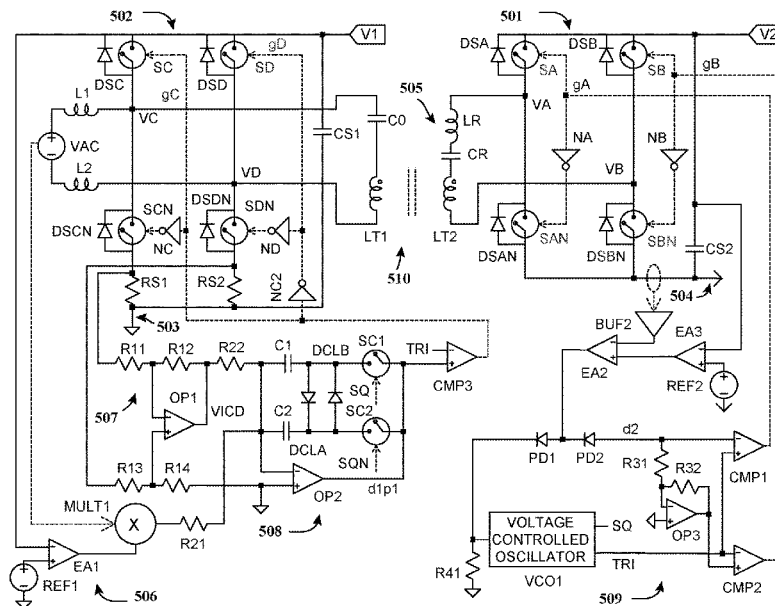 502
V1
501
V2
gD
DSA
DSB
SC
SD
SA
SB
gB
DSC
DSD
gC
gA
L1
505
LR
VC
C0
VA
NA
NB
CS1
VAC
CR
L2
VD
VB
SCN
SDN
DSDN
DSCN
NC
ND
LT1
LT2
SAN
SBN
DSAN
DSBN
CS2
RS1
RS2
NC2
510
504
503
BUF2
EA3
R11
R12
R22
C1
DCLB
SC1
TRI
EA2
CMP3
REF2
507
OP1
VICD
SQ
C2
SC2
DCLA
SQN
d2
R13
R14
d1p1
PD1
PD2
R31
R32
CMP1
MULT1
OP2
X
508
OP3
R21
VOLTAGE
CONTROLLED
OSCILLATOR
SQ
EA1
R41
TRI
REF1
506
VCO1
509
CMP2